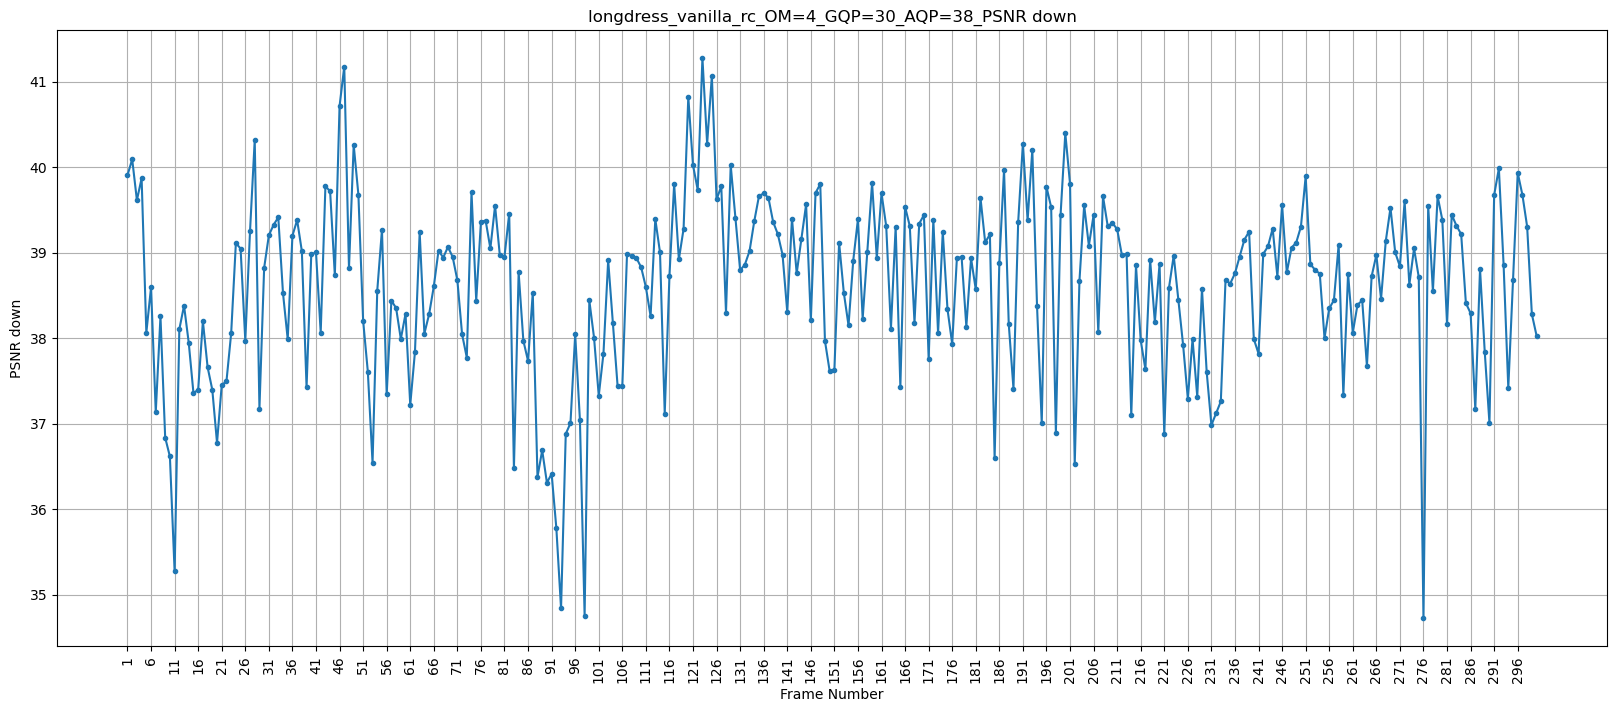 longdress_vanilla_rc_OM=4_GQP=30_AQP=38_PSNR down
41
40
39
38
37
36
35
PSNR down
1 6 11 16 21 26 31 36 41 46 51 56 61 66 71 76 81 86 91 96 101 106 111 116 121 126 131 136 141 146 151 156 161 166 171 176 181 186 191 196 201 206 211 216 221 226 231 236 241 246 251 256 261 266 271 276 281 286 291 296
Frame Number